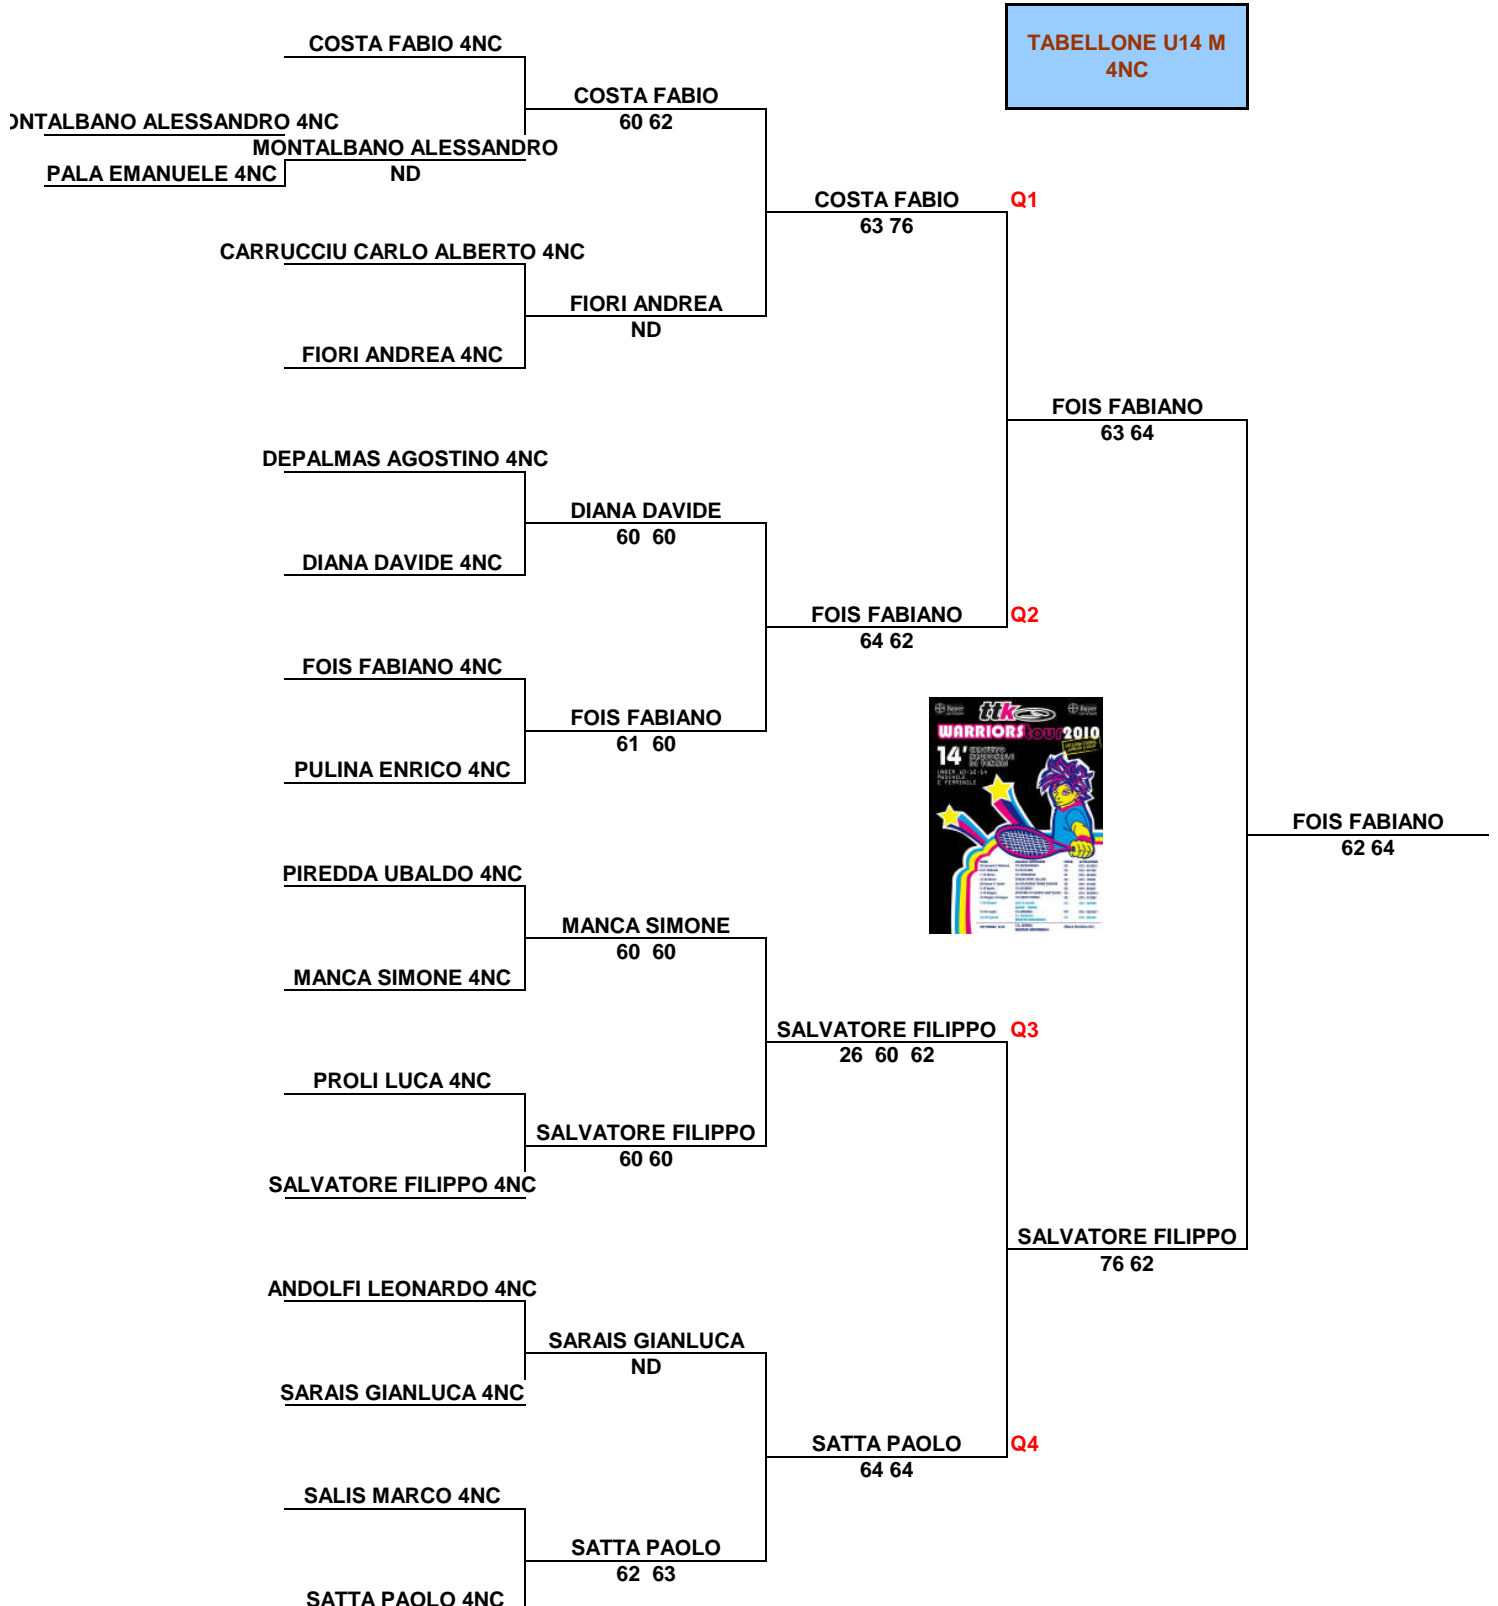 COSTA FABIO 4NC
TABELLONE U14 M
4NC
COSTA FABIO
60 62
ONTALBANO ALESSANDRO 4NC
MONTALBANO ALESSANDRO
ND
PALA EMANUELE 4NC
COSTA FABIO Q1
63 76
CARRUCCIU CARLO ALBERTO 4NC
FIORI ANDREA
ND
FIORI ANDREA 4NC
FOIS FABIANO
63 64
DEPALMAS AGOSTINO 4NC
DIANA DAVIDE
60 60
DIANA DAVIDE 4NC
FOIS FABIANO Q2
64 62
FOIS FABIANO 4NC
FOIS FABIANO
61 60
PULINA ENRICO 4NC
ttk
WARRIORS tour 2010
14'
FOIS FABIANO
62 64
PIREDDA UBALDO 4NC
MANCA SIMONE
60 60
MANCA SIMONE 4NC
SALVATORE FILIPPO Q3
26 60 62
PROLI LUCA 4NC
SALVATORE FILIPPO
60 60
SALVATORE FILIPPO 4NC
SALVATORE FILIPPO
76 62
ANDOLFI LEONARDO 4NC
SARAIS GIANLUCA
ND
SARAIS GIANLUCA 4NC
SATTA PAOLO Q4
64 64
SALIS MARCO 4NC
SATTA PAOLO
62 63
SATTA PAOLO 4NC